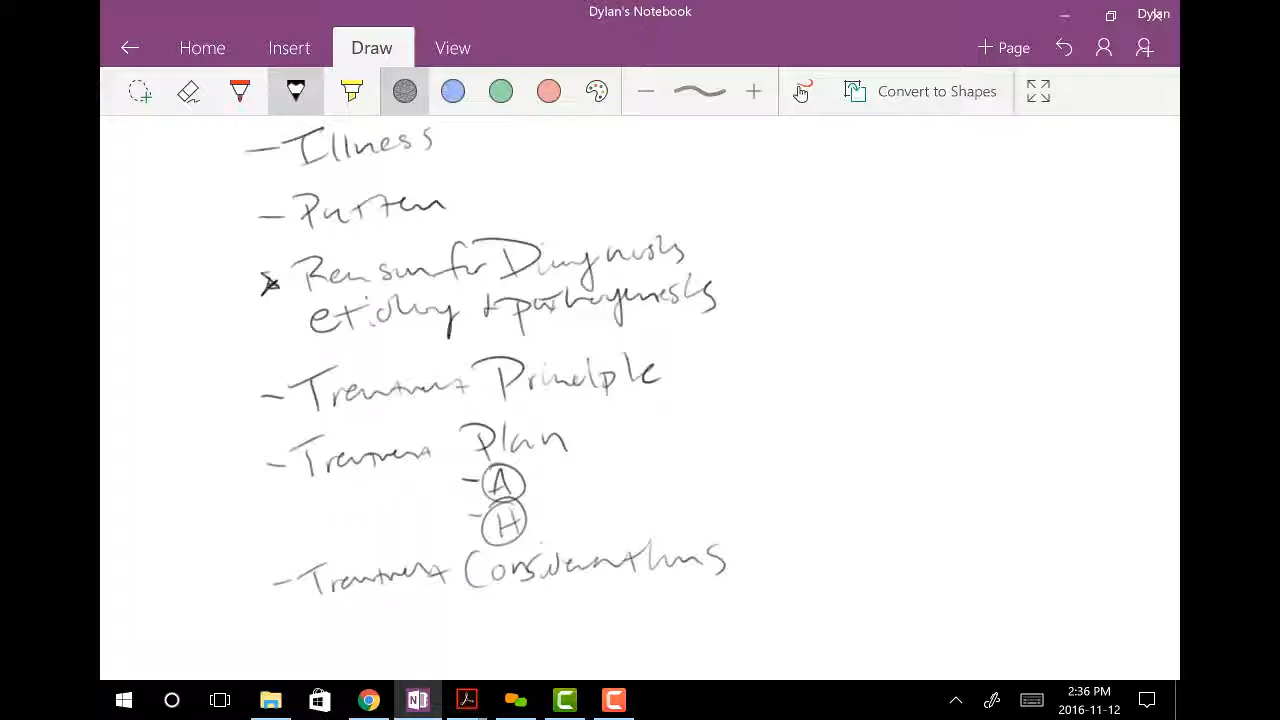 Dylan's Notebook
Dylan
Home Insert Draw View
+ Page
Convert to Shapes
- Illness
- Pattern
Reason for Diagnosis
etiology + pathogenesis
- Treatment Principle
- Treatment Plan
- A
- H
- Treatment Considerations
2:36 PM
2016-11-12